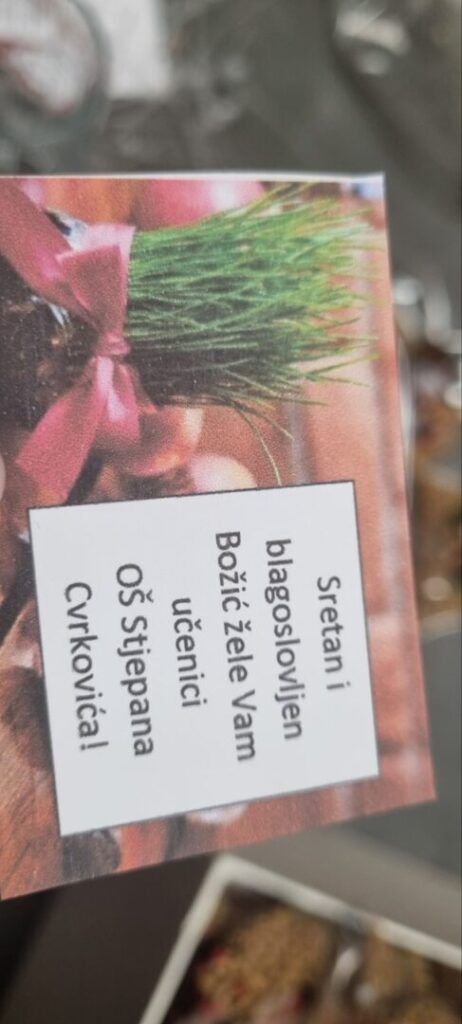 Sretan i
blagoslovljen
Božić žele Vam
učenici
OŠ Stjepana
Cvrkovića!